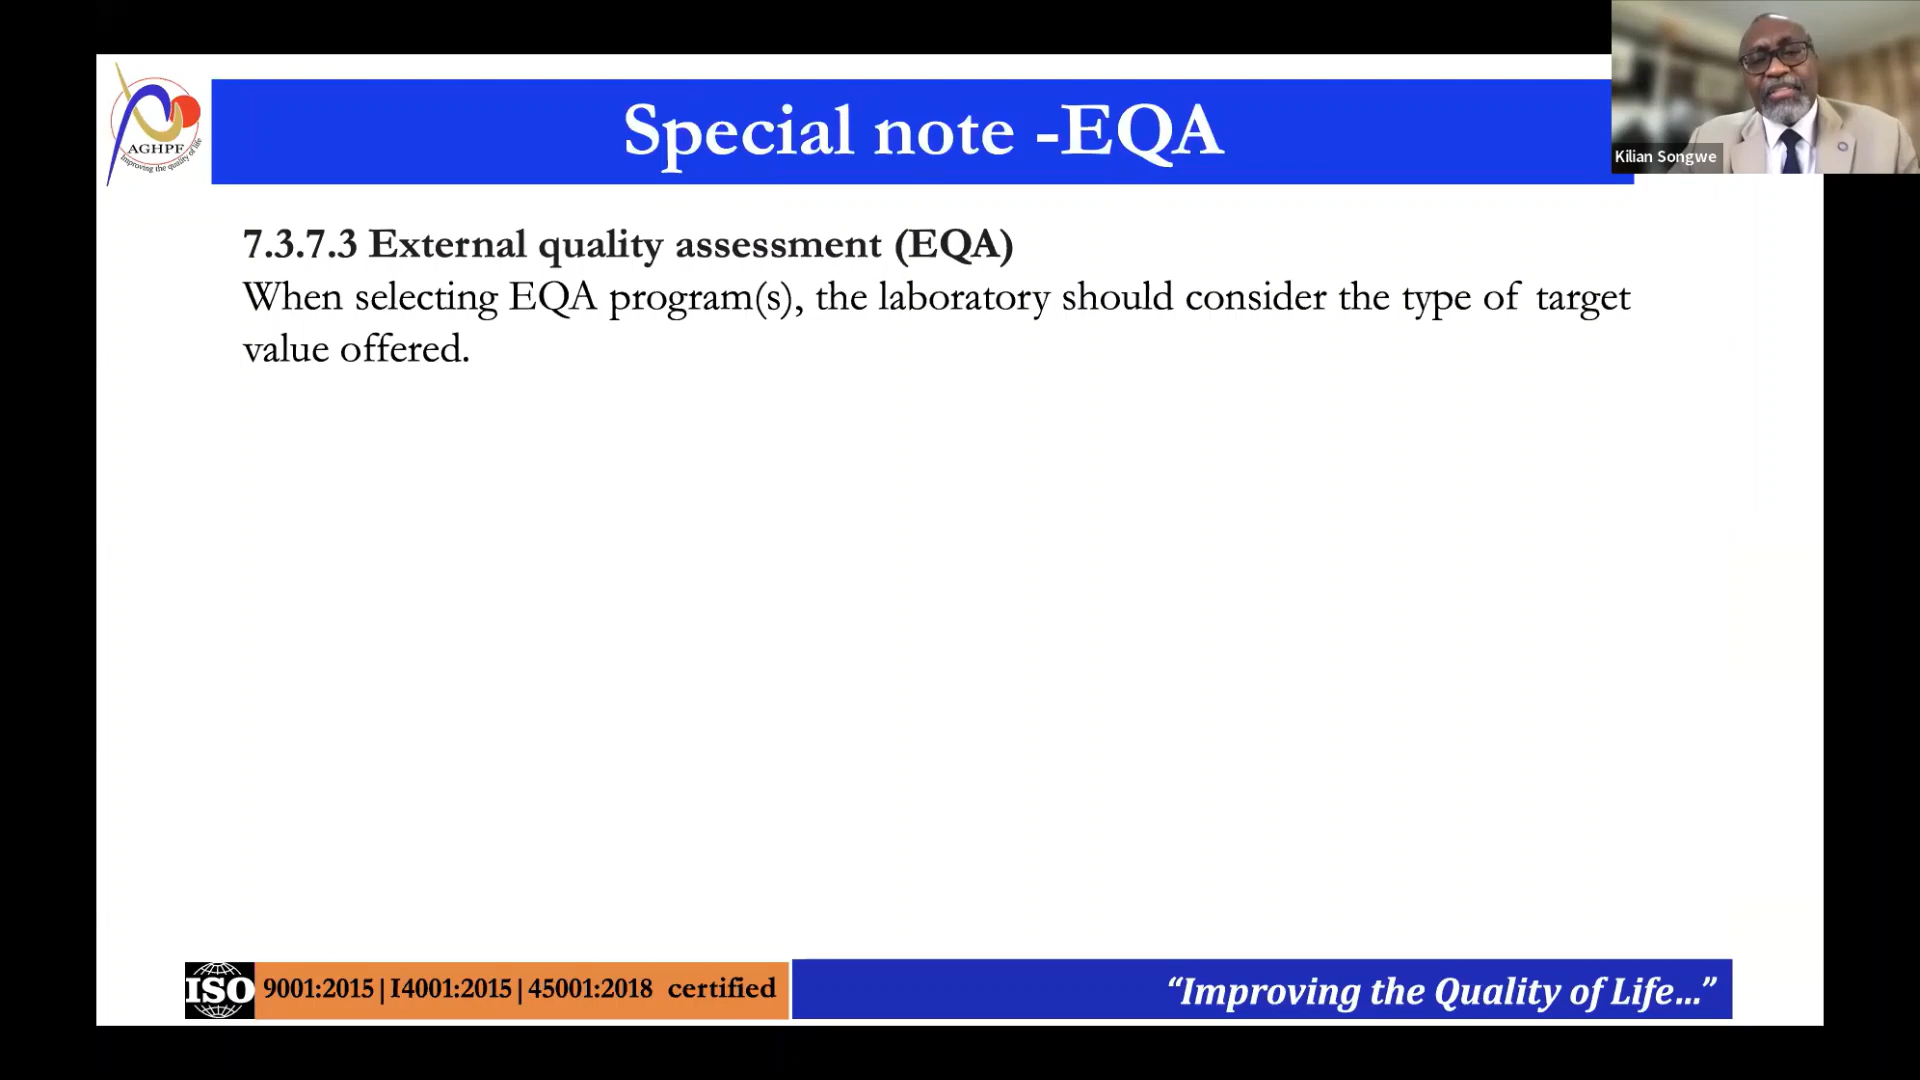 Special note -EQA
Kilian Songwe
AGHPF
Improving the quality of life
7.3.7.3 External quality assessment (EQA)
When selecting EQA program(s), the laboratory should consider the type of target
value offered.
ISO 9001:2015 | I4001:2015 | 45001:2018 certified
“Improving the Quality of Life...”